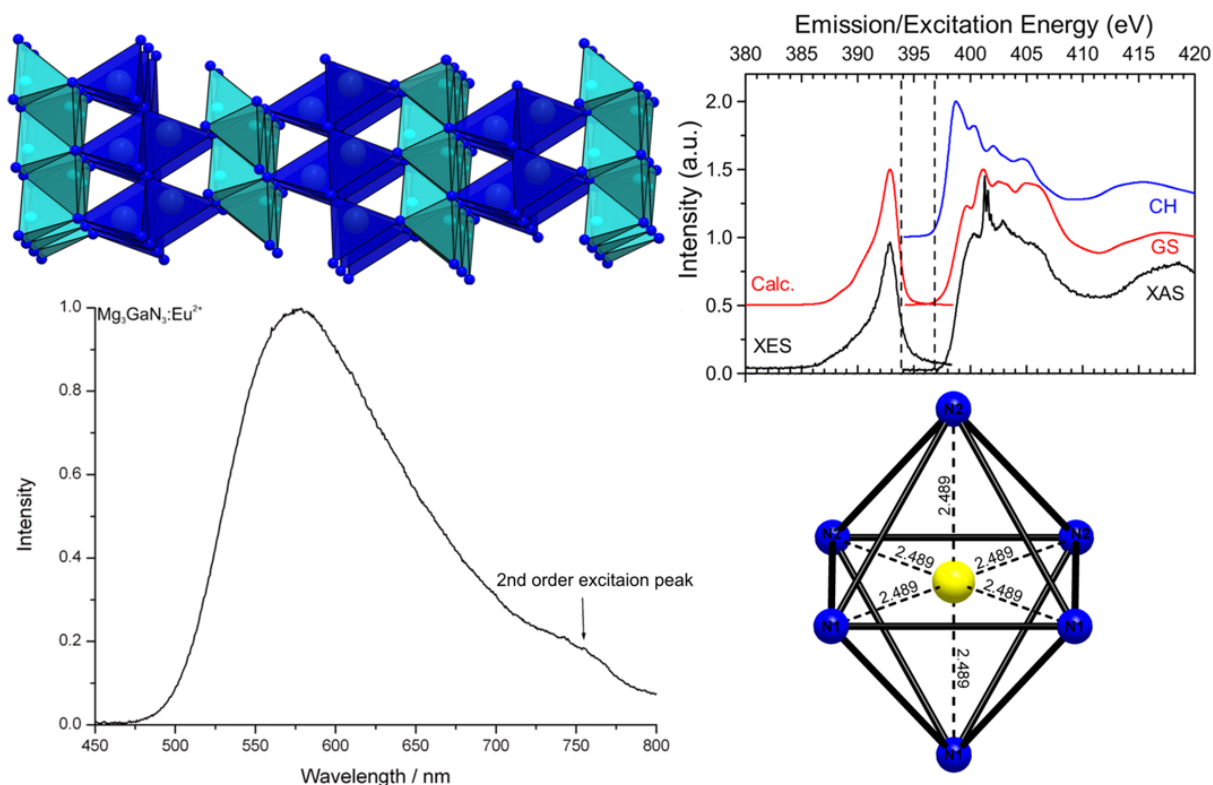 Emission/Excitation Energy (eV)
380 385 390 395 400 405 410 415 420
Intensity (a.u.)
2.0
1.5
1.0
0.5
0.0
CH
GS
Calc.
XAS
XES
Mg₃GaN₃:Eu²⁺
1.0
0.8
0.6
0.4
0.2
0.0
Intensity
2nd order excitaion peak
450 500 550 600 650 700 750 800
Wavelength / nm
N2
2.489
N2 N2
2.489 2.489
2.489 2.489
N1 N1
2.489
N1